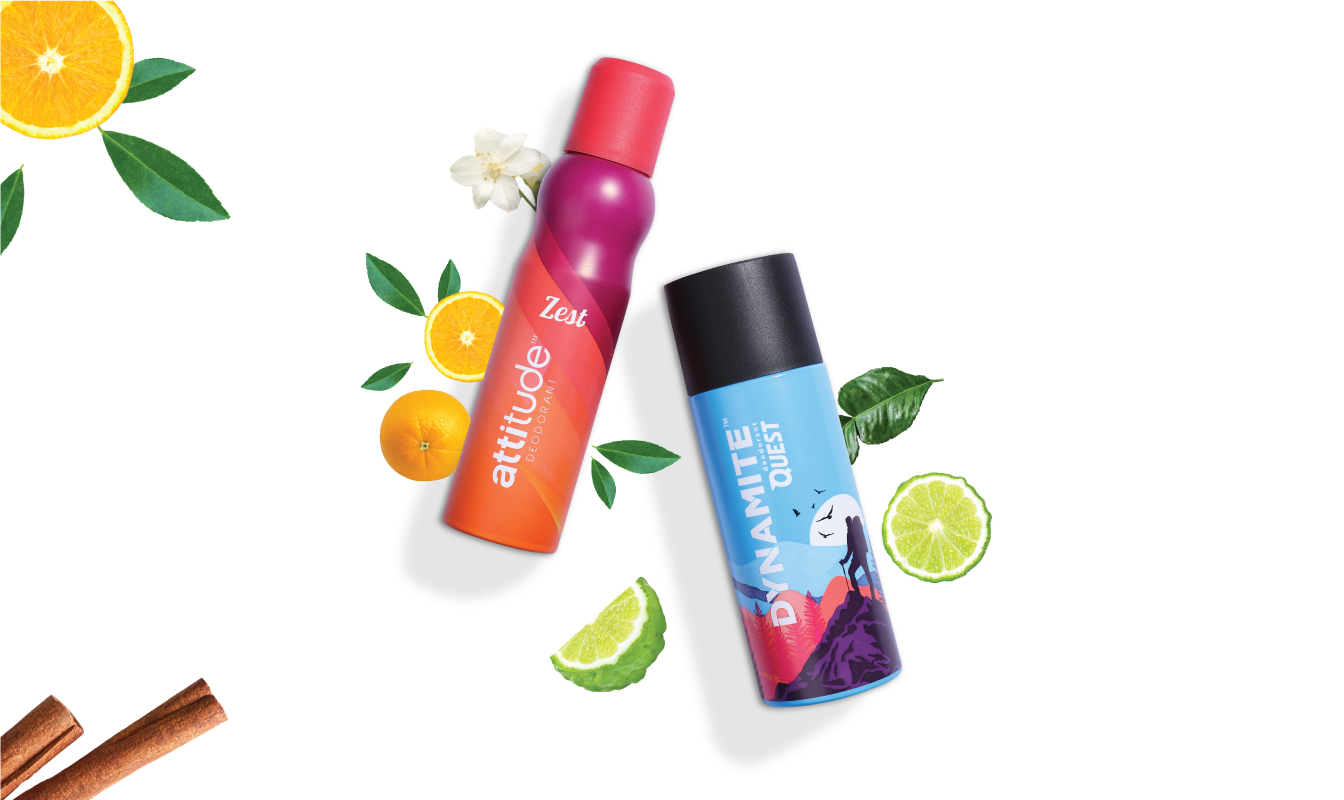 Zest
attitude™
DEODORANT
DYNAMITE™
deodorant
QUEST